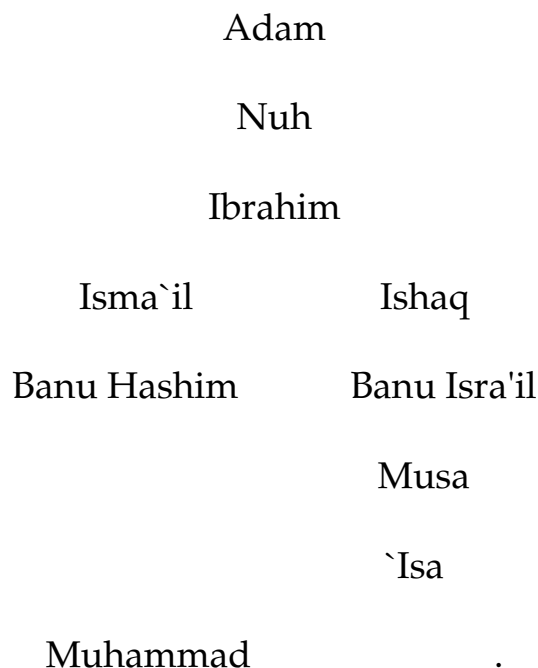 Adam
Nuh
Ibrahim
Isma`il Ishaq
Banu Hashim Banu Isra'il
Musa
`Isa
Muhammad .